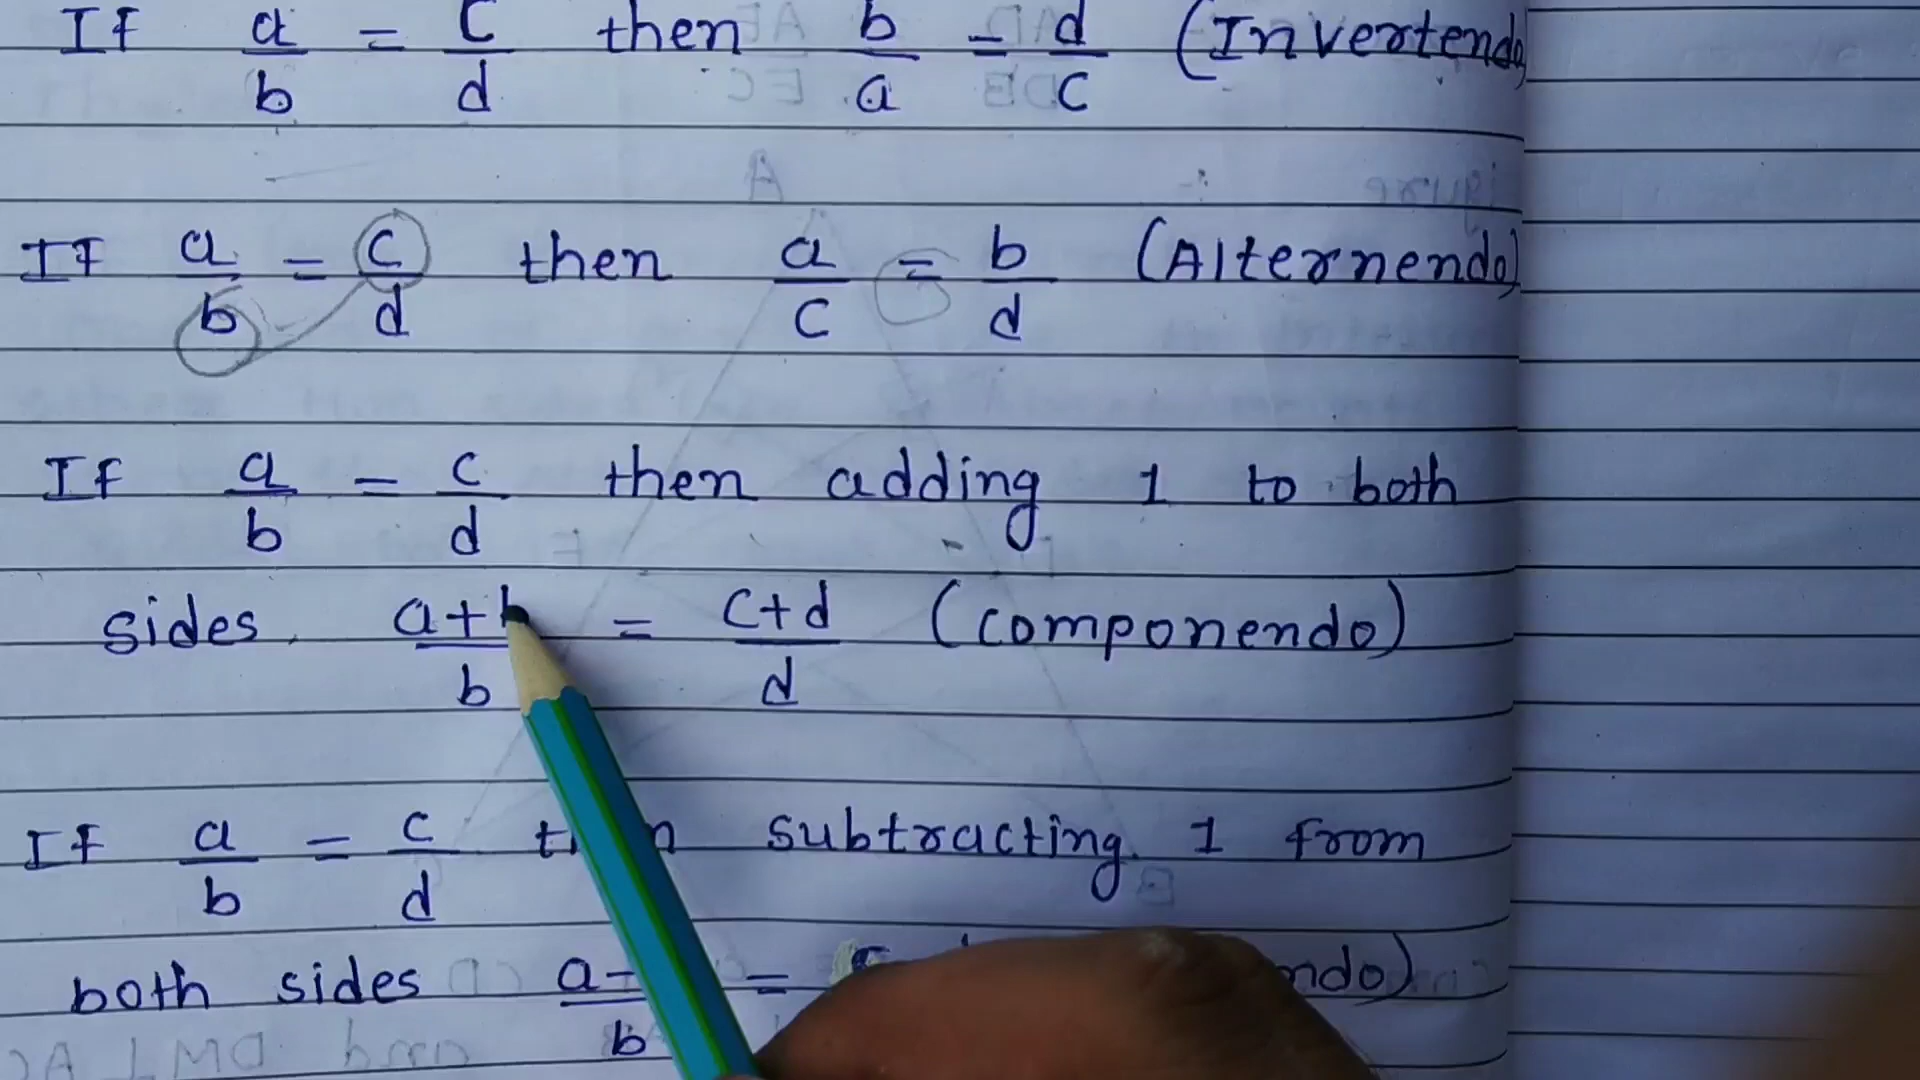 If a/b = c/d then b/a = d/c (Invertendo
If a/b = c/d then a/c = b/d (Alternendo)
If a/b = c/d then adding 1 to both
sides a+b/b = c+d/d (componendo)
If a/b = c/d subtracting 1 from
both sides a-/b =